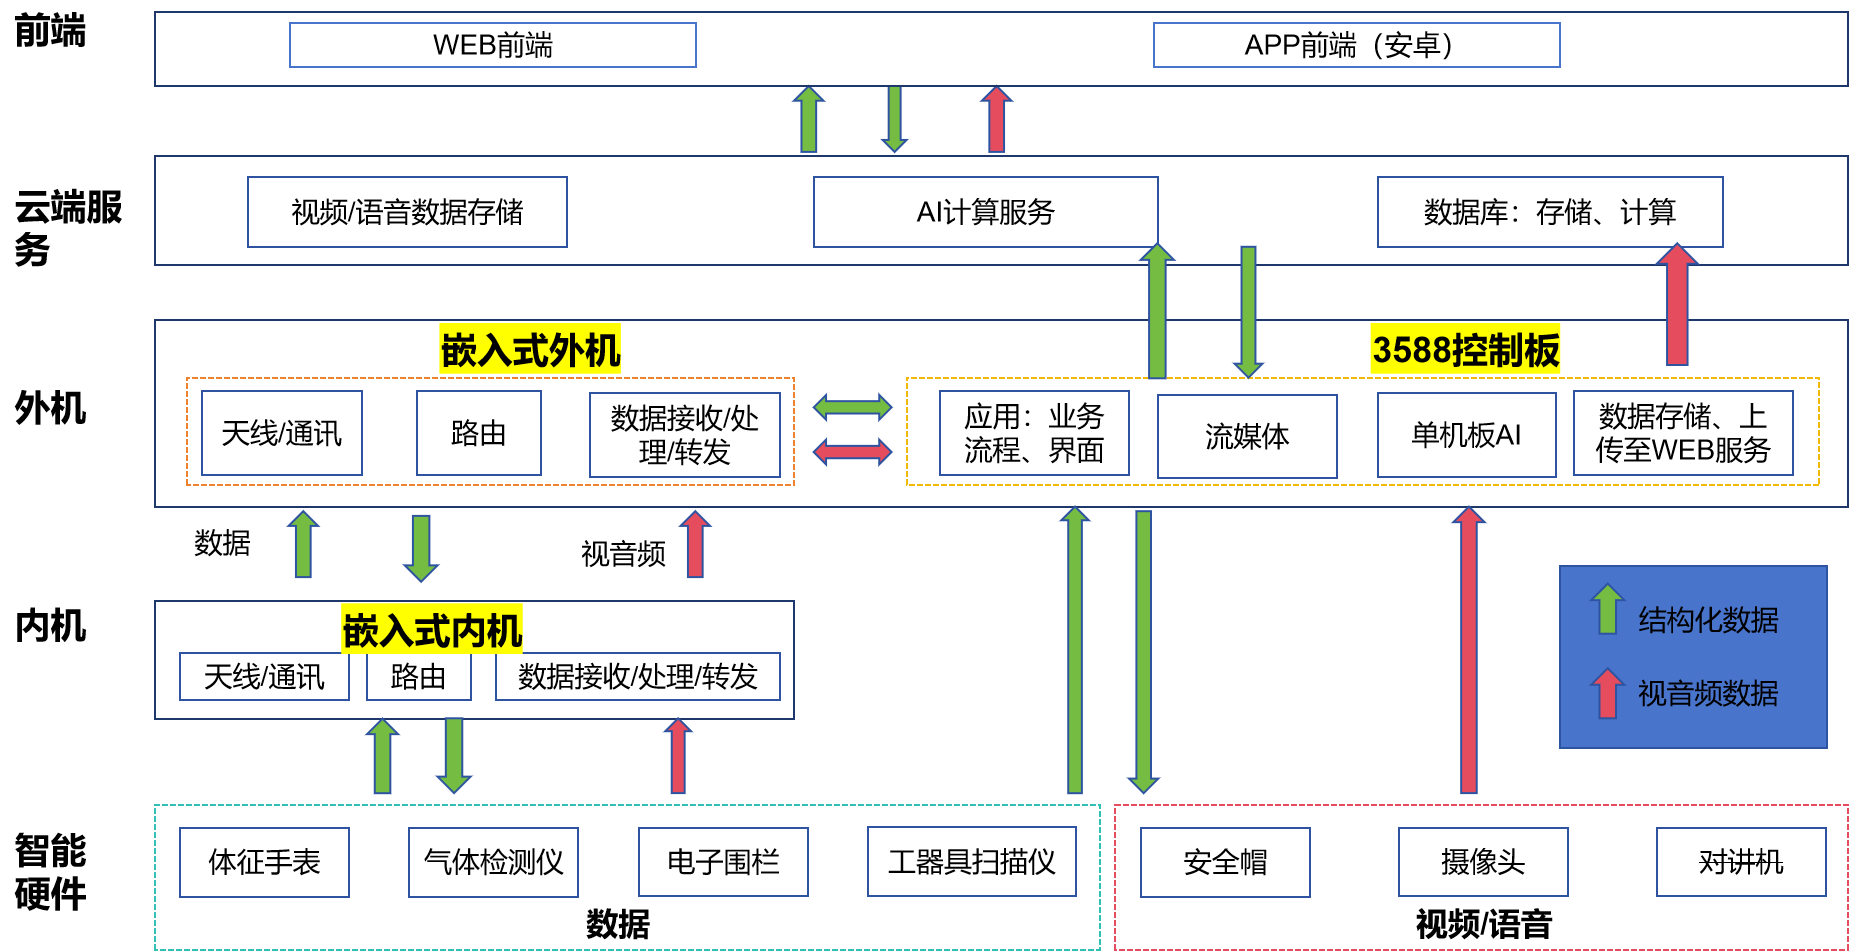 前端
WEB前端
APP前端（安卓）
云端服
务
视频/语音数据存储
AI计算服务
数据库：存储、计算
外机
嵌入式外机
3588控制板
天线/通讯
路由
数据接收/处
理/转发
应用：业务
流程、界面
流媒体
单机板AI
数据存储、上
传至WEB服务
数据
视音频
内机
嵌入式内机
天线/通讯
路由
数据接收/处理/转发
结构化数据
视音频数据
智能
硬件
体征手表
气体检测仪
电子围栏
工器具扫描仪
数据
安全帽
摄像头
对讲机
视频/语音